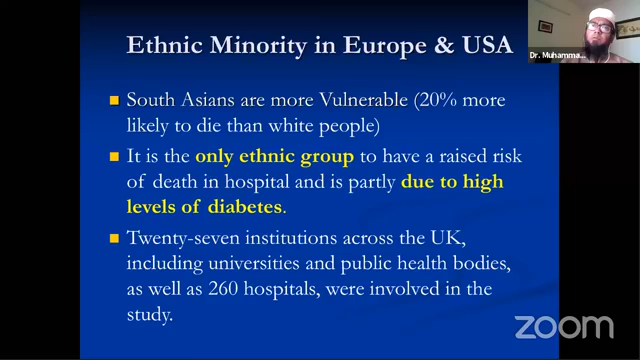 Ethnic Minority in Europe & USA
South Asians are more Vulnerable (20% more
likely to die than white people)
It is the only ethnic group to have a raised risk
of death in hospital and is partly due to high
levels of diabetes.
Twenty-seven institutions across the UK,
including universities and public health bodies,
as well as 260 hospitals, were involved in the
study.
Dr. Muhamma...
zoom